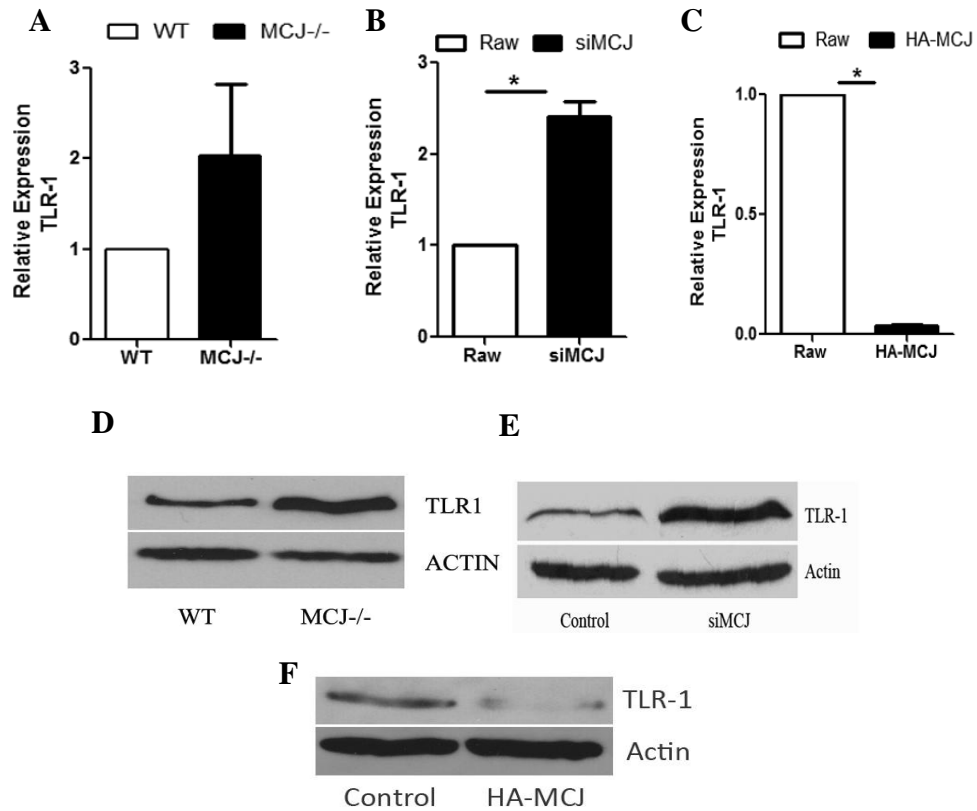 A
WT MCJ-/-
Relative Expression
TLR-1
3
2
1
0
WT MCJ-/-
B
Raw siMCJ
*
Relative Expression
TLR-1
3
2
1
0
Raw siMCJ
C
Raw HA-MCJ
*
Relative Expression
TLR-1
1.0
0.5
0.0
Raw HA-MCJ
D
TLR1
ACTIN
WT MCJ-/-
E
TLR-1
Actin
Control siMCJ
F
TLR-1
Actin
Control HA-MCJ